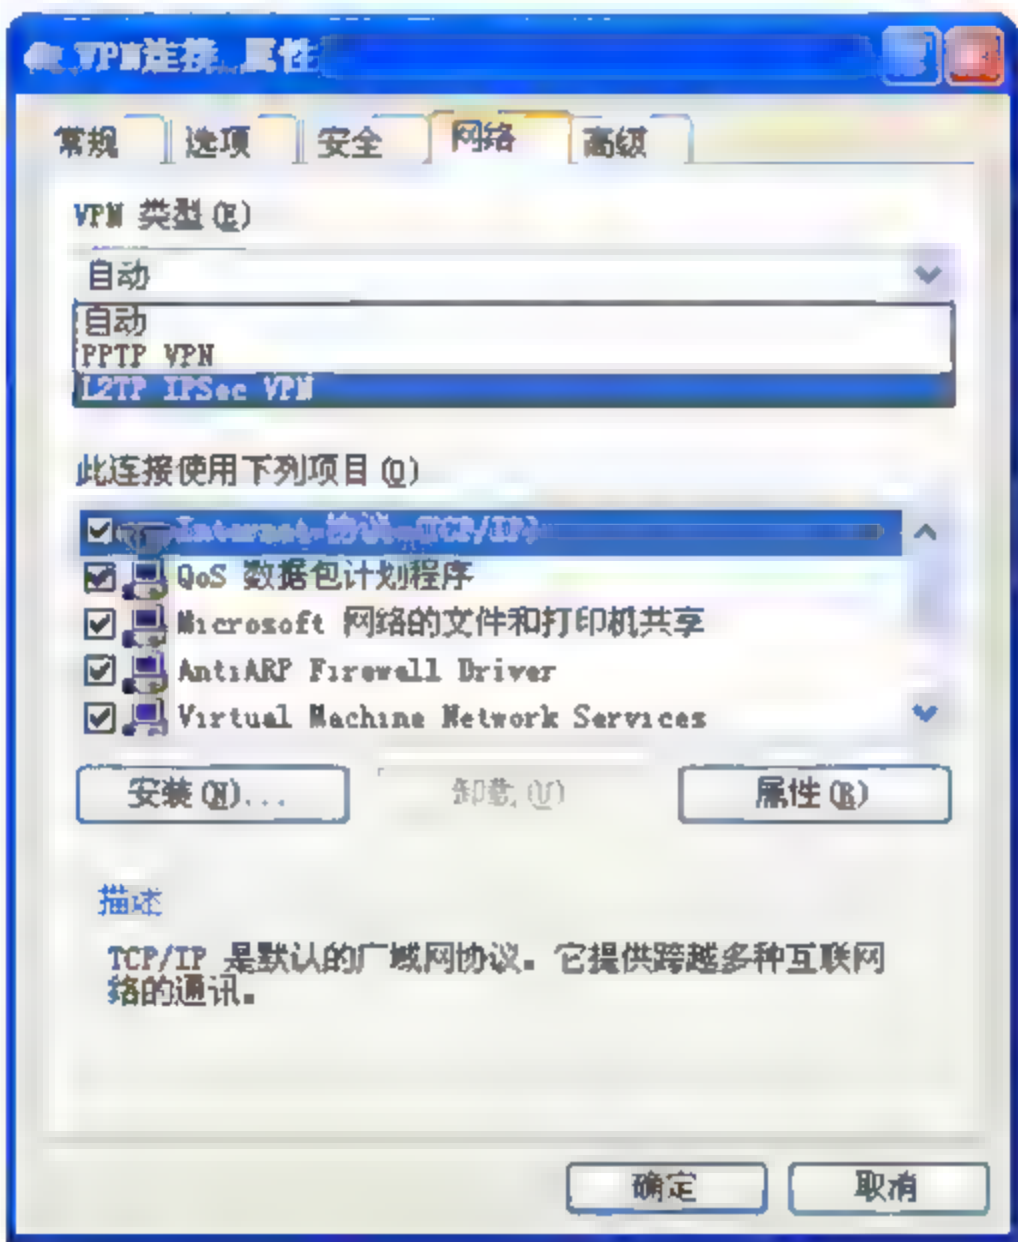 VPN连接 属性
常规 选项 安全 网络 高级
VPN 类型(E)
自动
自动
PPTP VPN
L2TP IPSec VPN
此连接使用下列项目(O)
Internet 协议 (TCP/IP)
QoS 数据包计划程序
Microsoft 网络的文件和打印机共享
AntiARP Firewall Driver
Virtual Machine Network Services
安装(N)... 卸载(U) 属性(R)
描述
TCP/IP 是默认的广域网协议。它提供跨越多种互联网
络的通讯。
确定 取消